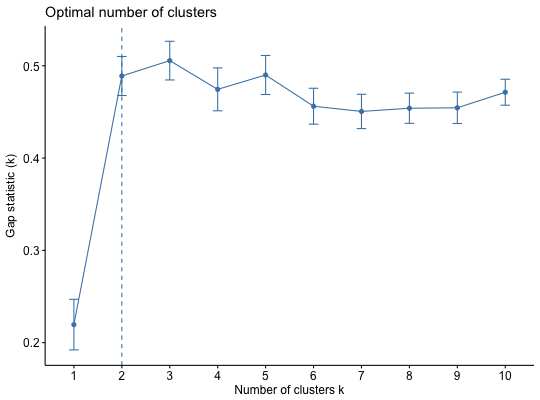 Optimal number of clusters
Gap statistic (k)
0.5
0.4
0.3
0.2
1 2 3 4 5 6 7 8 9 10
Number of clusters k